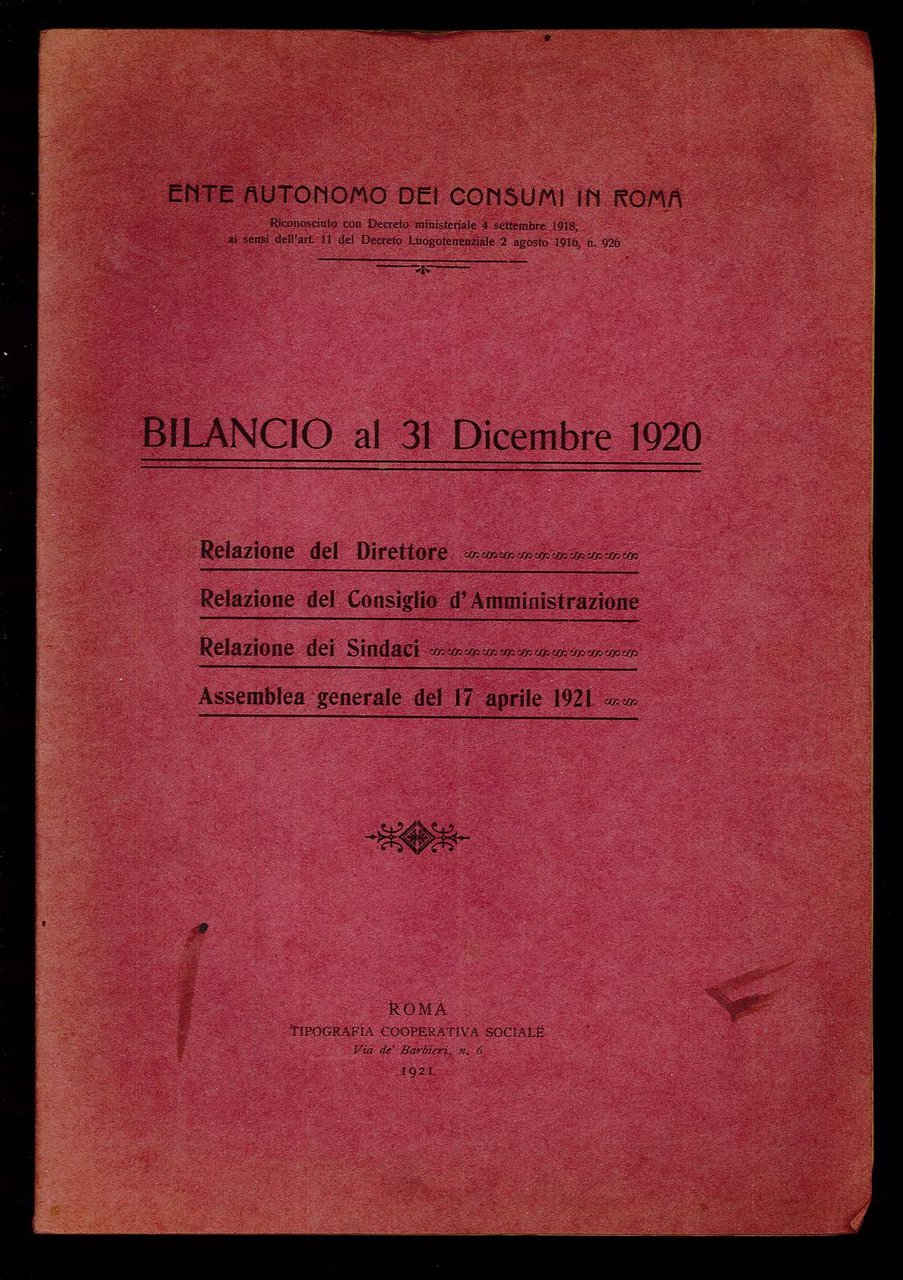 ENTE AUTONOMO DEI CONSUMI IN ROMA
Riconosciuto con Decreto ministeriale 4 settembre 1918,
ai sensi dell'art. 11 del Decreto Luogotenenziale 2 agosto 1916, n. 926
BILANCIO al 31 Dicembre 1920
Relazione del Direttore
Relazione del Consiglio d'Amministrazione
Relazione dei Sindaci
Assemblea generale del 17 aprile 1921
ROMA
TIPOGRAFIA COOPERATIVA SOCIALE
Via de' Barbieri, n. 6
1921